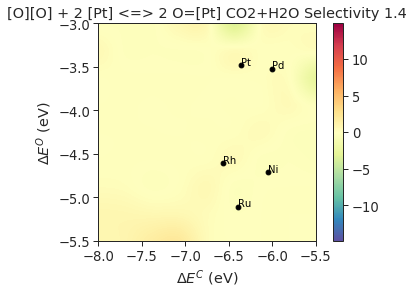 [O][O] + 2 [Pt] <=> 2 O=[Pt] CO2+H2O Selectivity 1.4
−3.0
−3.5
−4.0
−4.5
−5.0
−5.5
ΔE^O (eV)
Pt
Pd
Rh
Ni
Ru
−8.0 −7.5 −7.0 −6.5 −6.0 −5.5
ΔE^C (eV)
10
5
0
−5
−10